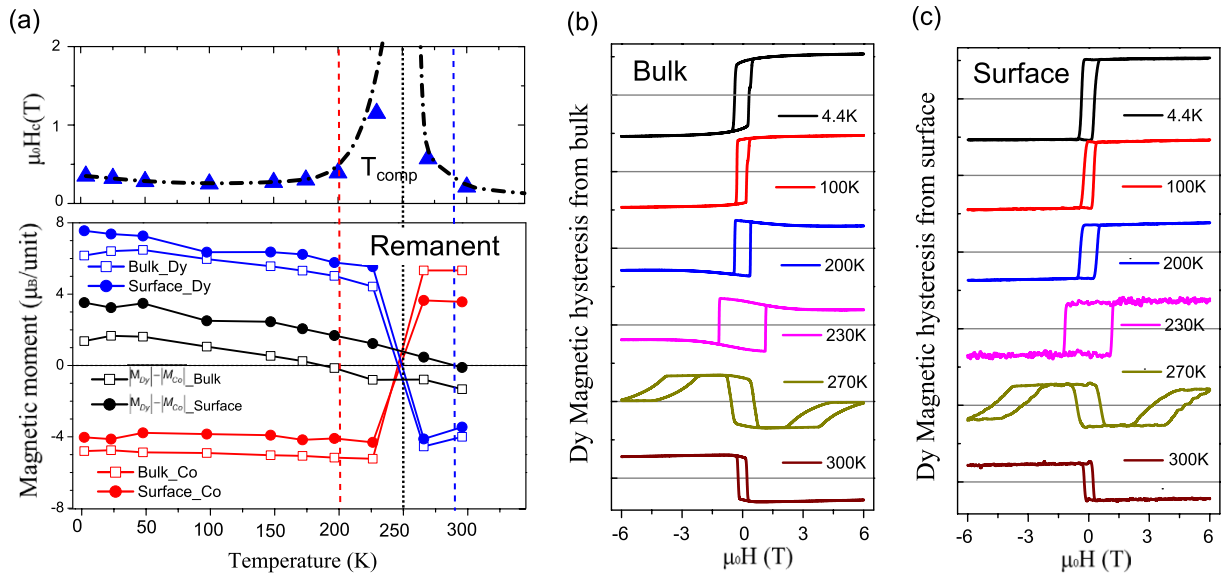 (a)
2
1
0
μ₀Hc(T)
Tcomp
8
4
0
-4
-8
Magnetic moment (μB/unit)
Remanent
Bulk_Dy
Surface_Dy
|MDy|−|MCo|_Bulk
|MDy|−|MCo|_Surface
Bulk_Co
Surface_Co
0 50 100 150 200 250 300
Temperature (K)
(b)
Dy Magnetic hysteresis from bulk
Bulk
4.4K
100K
200K
230K
270K
300K
-6 -3 0 3 6
μ₀H (T)
(c)
Dy Magnetic hysteresis from surface
Surface
4.4K
100K
200K
230K
270K
300K
-6 -3 0 3 6
μ₀H (T)